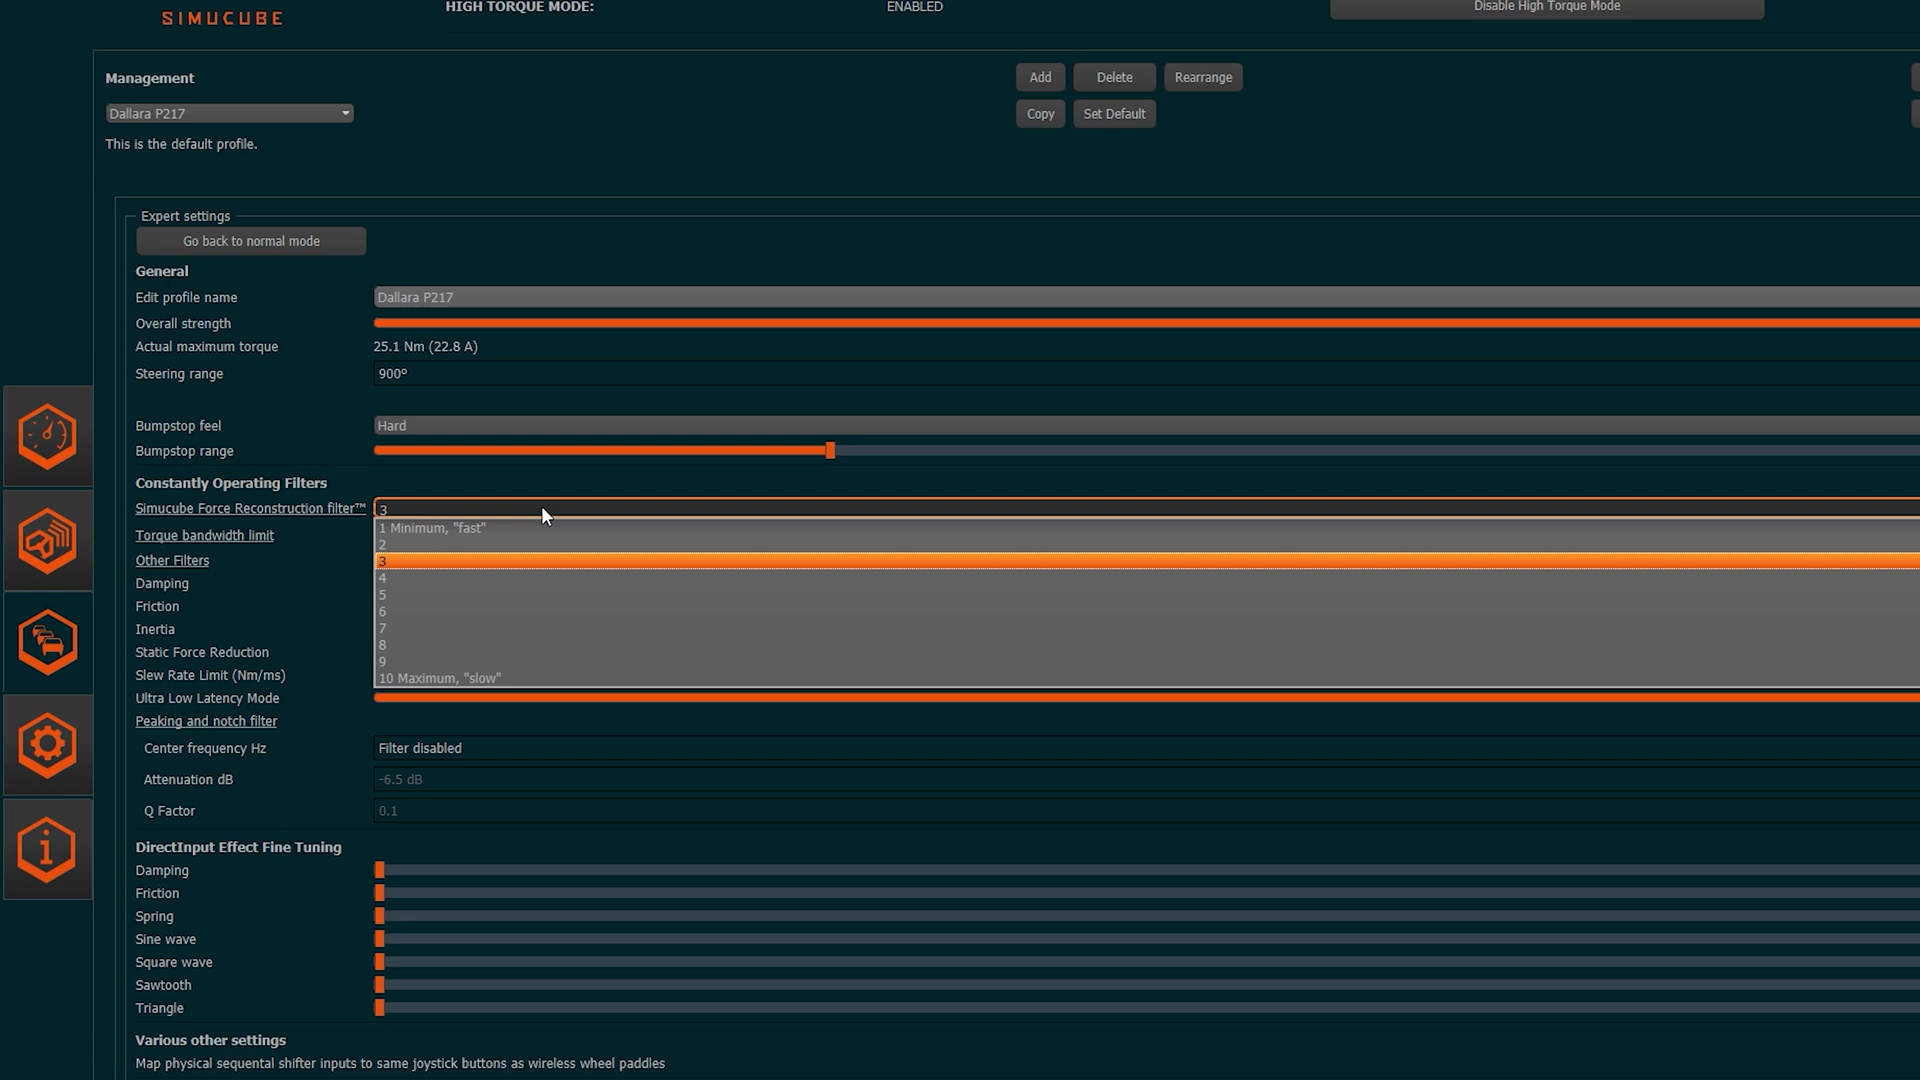 SIMUCUBE
HIGH TORQUE MODE: ENABLED Disable High Torque Mode
Management
Add Delete Rearrange
Dallara P217
Copy Set Default
This is the default profile.
Expert settings
Go back to normal mode
General
Edit profile name Dallara P217
Overall strength
Actual maximum torque 25.1 Nm (22.8 A)
Steering range 900º
Bumpstop feel Hard
Bumpstop range
Constantly Operating Filters
Simucube Force Reconstruction filter™ 3
1 Minimum, "fast"
Torque bandwidth limit
2
Other Filters 3
Damping 4
5
Friction 6
Inertia 7
Static Force Reduction 8
9
Slew Rate Limit (Nm/ms) 10 Maximum, "slow"
Ultra Low Latency Mode
Peaking and notch filter
Center frequency Hz Filter disabled
Attenuation dB -6.5 dB
Q Factor 0.1
DirectInput Effect Fine Tuning
Damping
Friction
Spring
Sine wave
Square wave
Sawtooth
Triangle
Various other settings
Map physical sequental shifter inputs to same joystick buttons as wireless wheel paddles